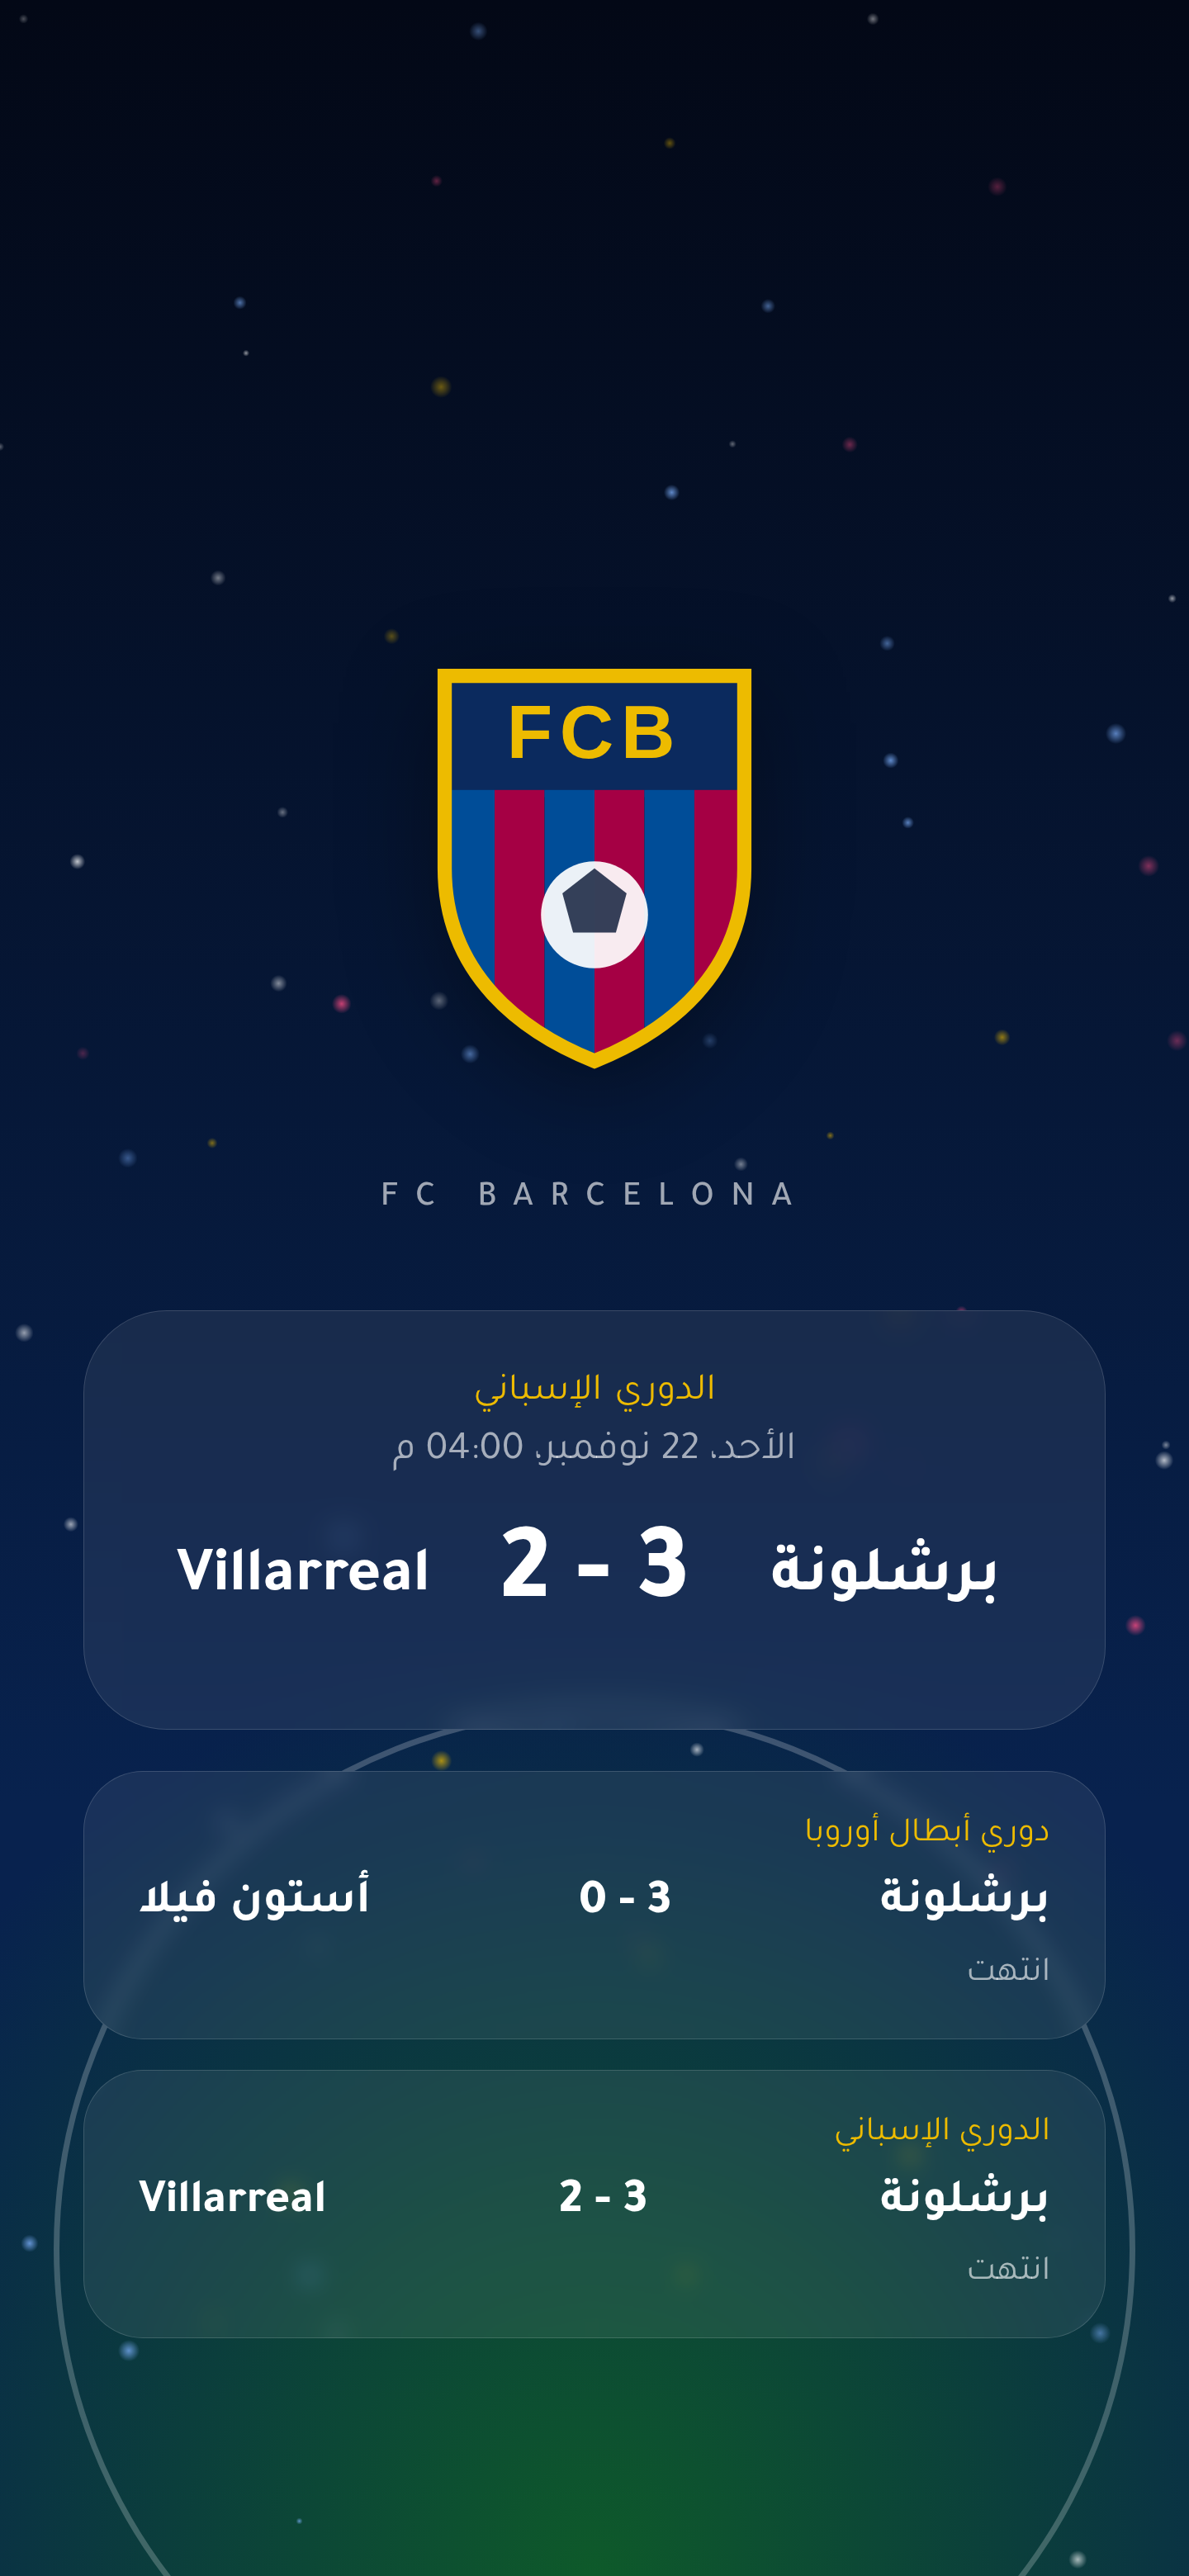 FCB
FC BARCELONA
الدوري الإسباني
الأحد، 22 نوفمبر، 04:00 م
برشلونة 3 - 2 Villarreal
دوري أبطال أوروبا
برشلونة 3 - 0 أستون فيلا
انتهت
الدوري الإسباني
برشلونة 3 - 2 Villarreal
انتهت